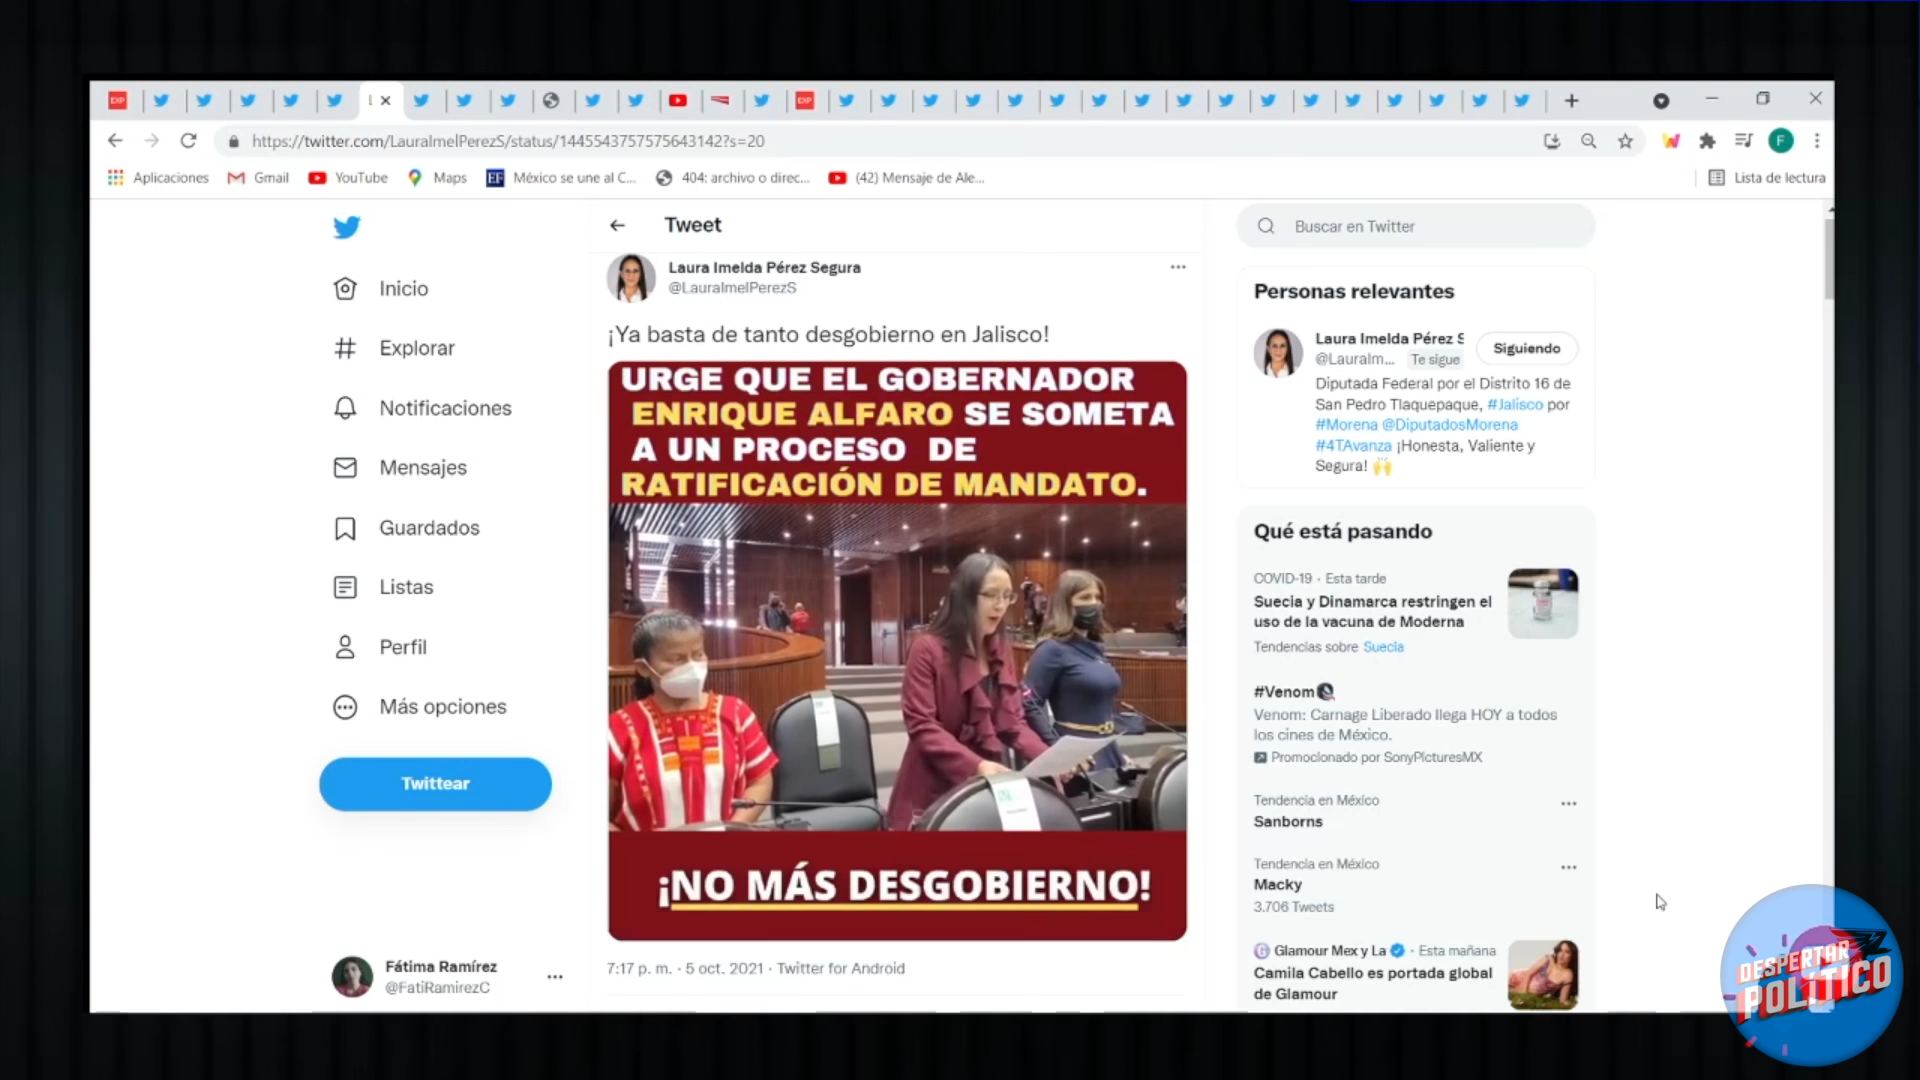 https://twitter.com/LauraImelPerezS/status/1445543757575643142?s=20
Aplicaciones
Gmail
YouTube
Maps
EF
México se une al C...
404: archivo o direc...
(42) Mensaje de Ale...
Lista de lectura
Tweet
Buscar en Twitter
Inicio
Explorar
Notificaciones
Mensajes
Guardados
Listas
Perfil
Más opciones
Twittear
Fátima Ramírez
@FatiRamirezC
Laura Imelda Pérez Segura
@LauraImelPerezS
¡Ya basta de tanto desgobierno en Jalisco!
URGE QUE EL GOBERNADOR
ENRIQUE ALFARO SE SOMETA
A UN PROCESO DE
RATIFICACIÓN DE MANDATO.
¡NO MÁS DESGOBIERNO!
7:17 p. m. · 5 oct. 2021 · Twitter for Android
Personas relevantes
Laura Imelda Pérez S
Siguiendo
@LauraIm... Te sigue
Diputada Federal por el Distrito 16 de
San Pedro Tlaquepaque, #Jalisco por
#Morena @DiputadosMorena
#4TAvanza ¡Honesta, Valiente y
Segura! 🙌
Qué está pasando
COVID-19 · Esta tarde
Suecia y Dinamarca restringen el
uso de la vacuna de Moderna
Tendencias sobre Suecia
#Venom
Venom: Carnage Liberado llega HOY a todos
los cines de México.
Promocionado por SonyPicturesMX
Tendencia en México
Sanborns
Tendencia en México
Macky
3.706 Tweets
Glamour Mex y La · Esta mañana
Camila Cabello es portada global
de Glamour
DESPERTAR
POLÍTICO